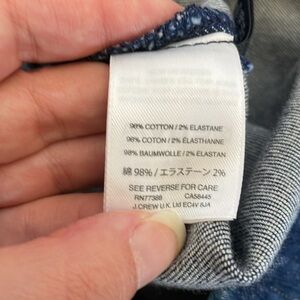 98% COTTON / 2% ELASTANE
98% COTON / 2% ÉLASTHANNE
98% BAUMWOLLE / 2% ELASTAN
綿 98% / エラステーン 2%
SEE REVERSE FOR CARE
RN77388 CA58445
J.CREW U.K. Ltd EC4V 6JA